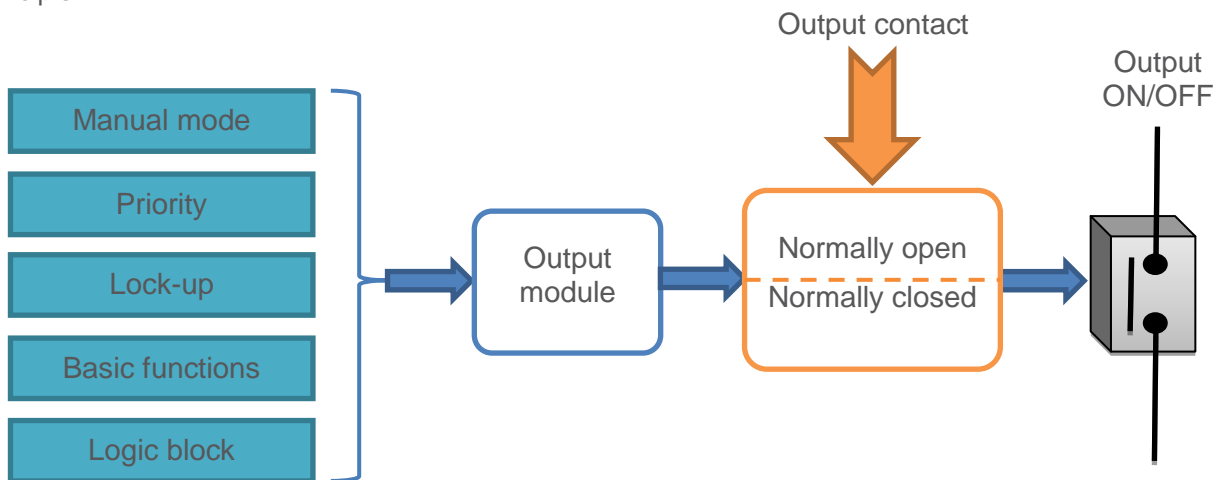 Output contact
Output
ON/OFF
Manual mode
Priority
Lock-up
Basic functions
Logic block
Output
module
Normally open
Normally closed